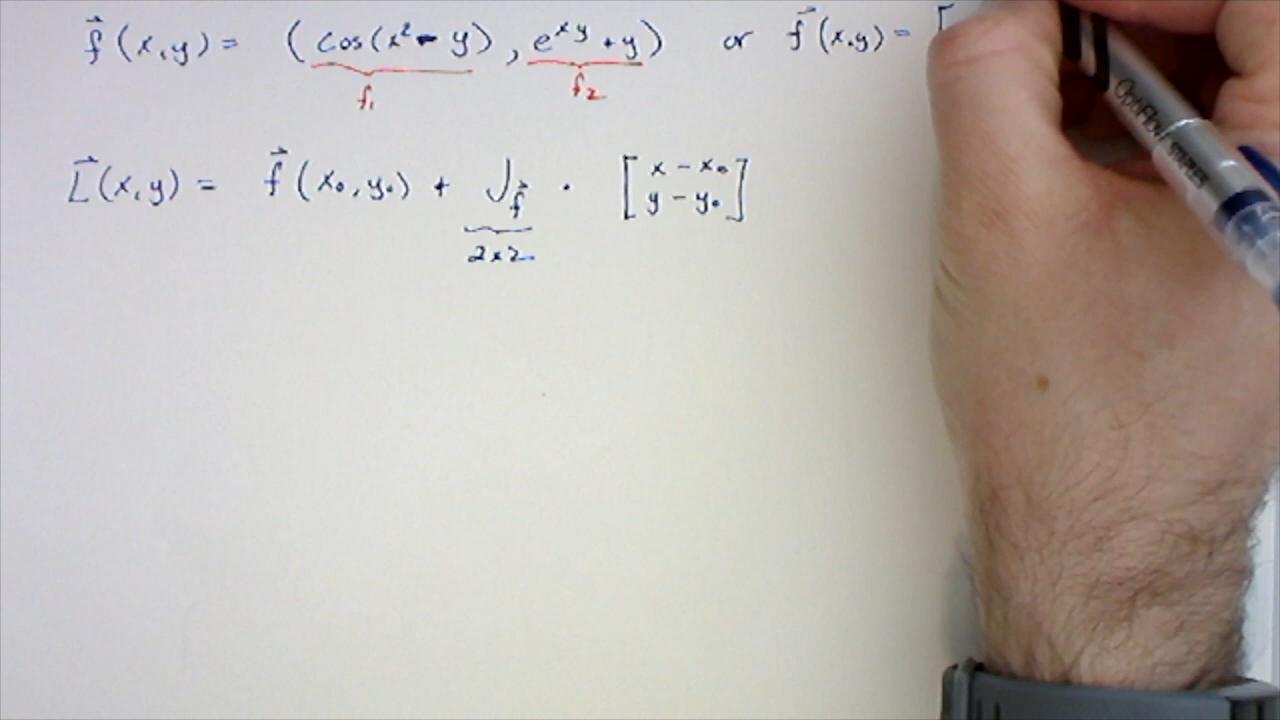 f⃗(x,y) = (cos(x² - y), e^{xy} + y) or f⃗(x,y) = [
f₁ f₂
L⃗(x,y) = f⃗(x₀,y₀) + J_f⃗ · [x - x₀
y - y₀]
2×2
OptiFlow